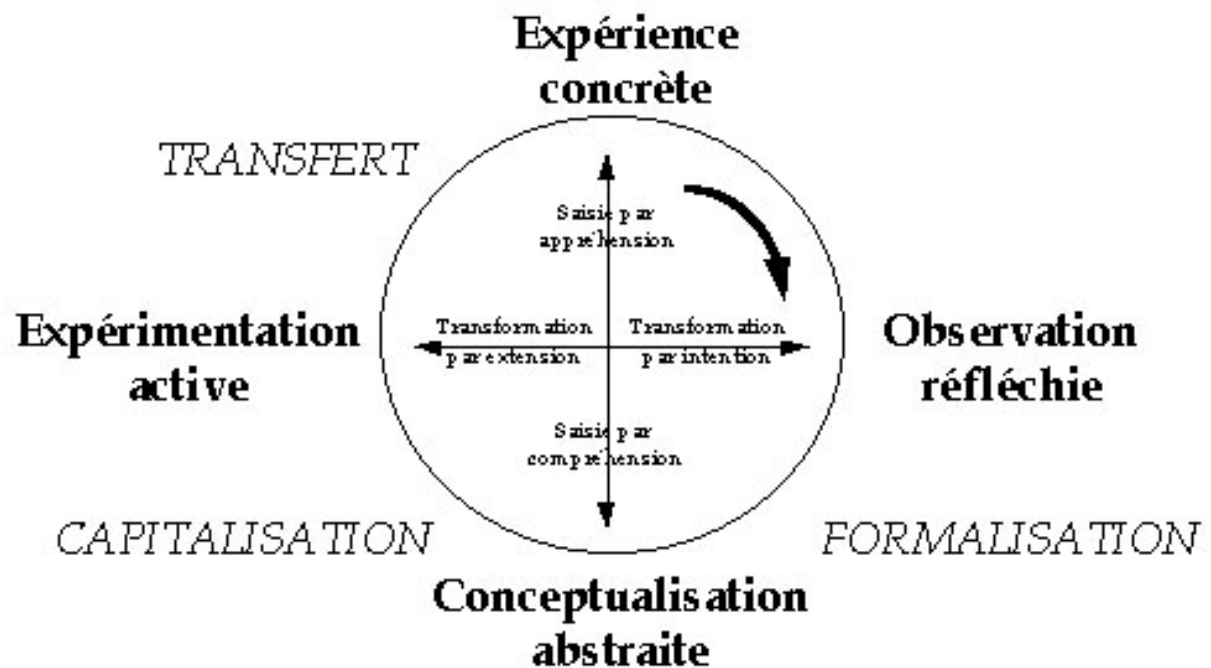 Expérience
concrète
TRANSFERT
Saisie par
appréhension
Expérimentation
active
Transformation
par extension
Transformation
par intention
Observation
réfléchie
Saisie par
compréhension
CAPITALISATION
FORMALISATION
Conceptualisation
abstraite